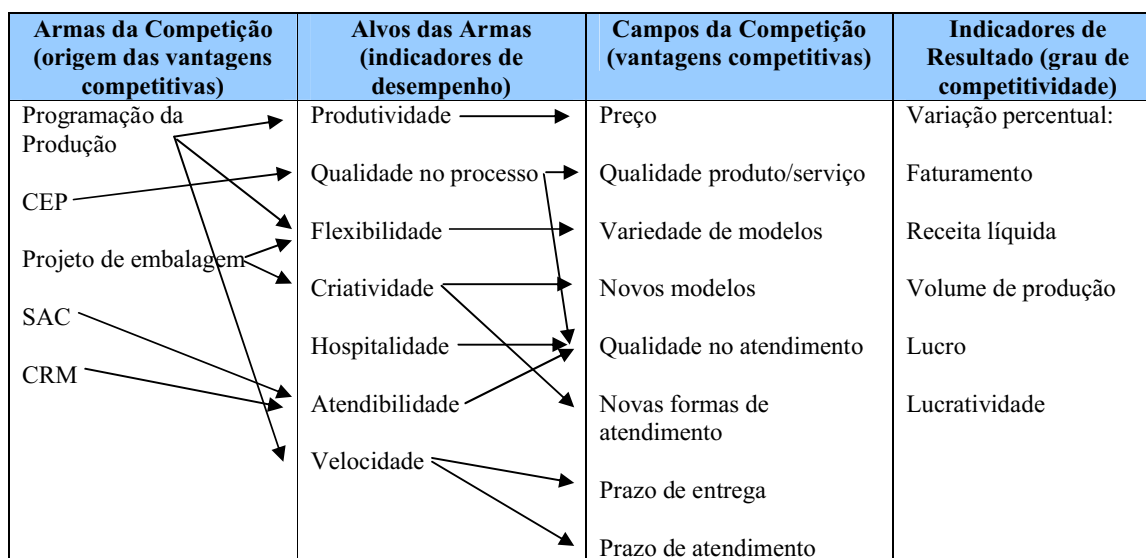 Armas da Competição
(origem das vantagens
competitivas)
Alvos das Armas
(indicadores de
desempenho)
Campos da Competição
(vantagens competitivas)
Indicadores de
Resultado (grau de
competitividade)
Programação da
Produção
CEP
Projeto de embalagem
SAC
CRM
Produtividade
Qualidade no processo
Flexibilidade
Criatividade
Hospitalidade
Atendibilidade
Velocidade
Preço
Qualidade produto/serviço
Variedade de modelos
Novos modelos
Qualidade no atendimento
Novas formas de
atendimento
Prazo de entrega
Prazo de atendimento
Variação percentual:
Faturamento
Receita líquida
Volume de produção
Lucro
Lucratividade